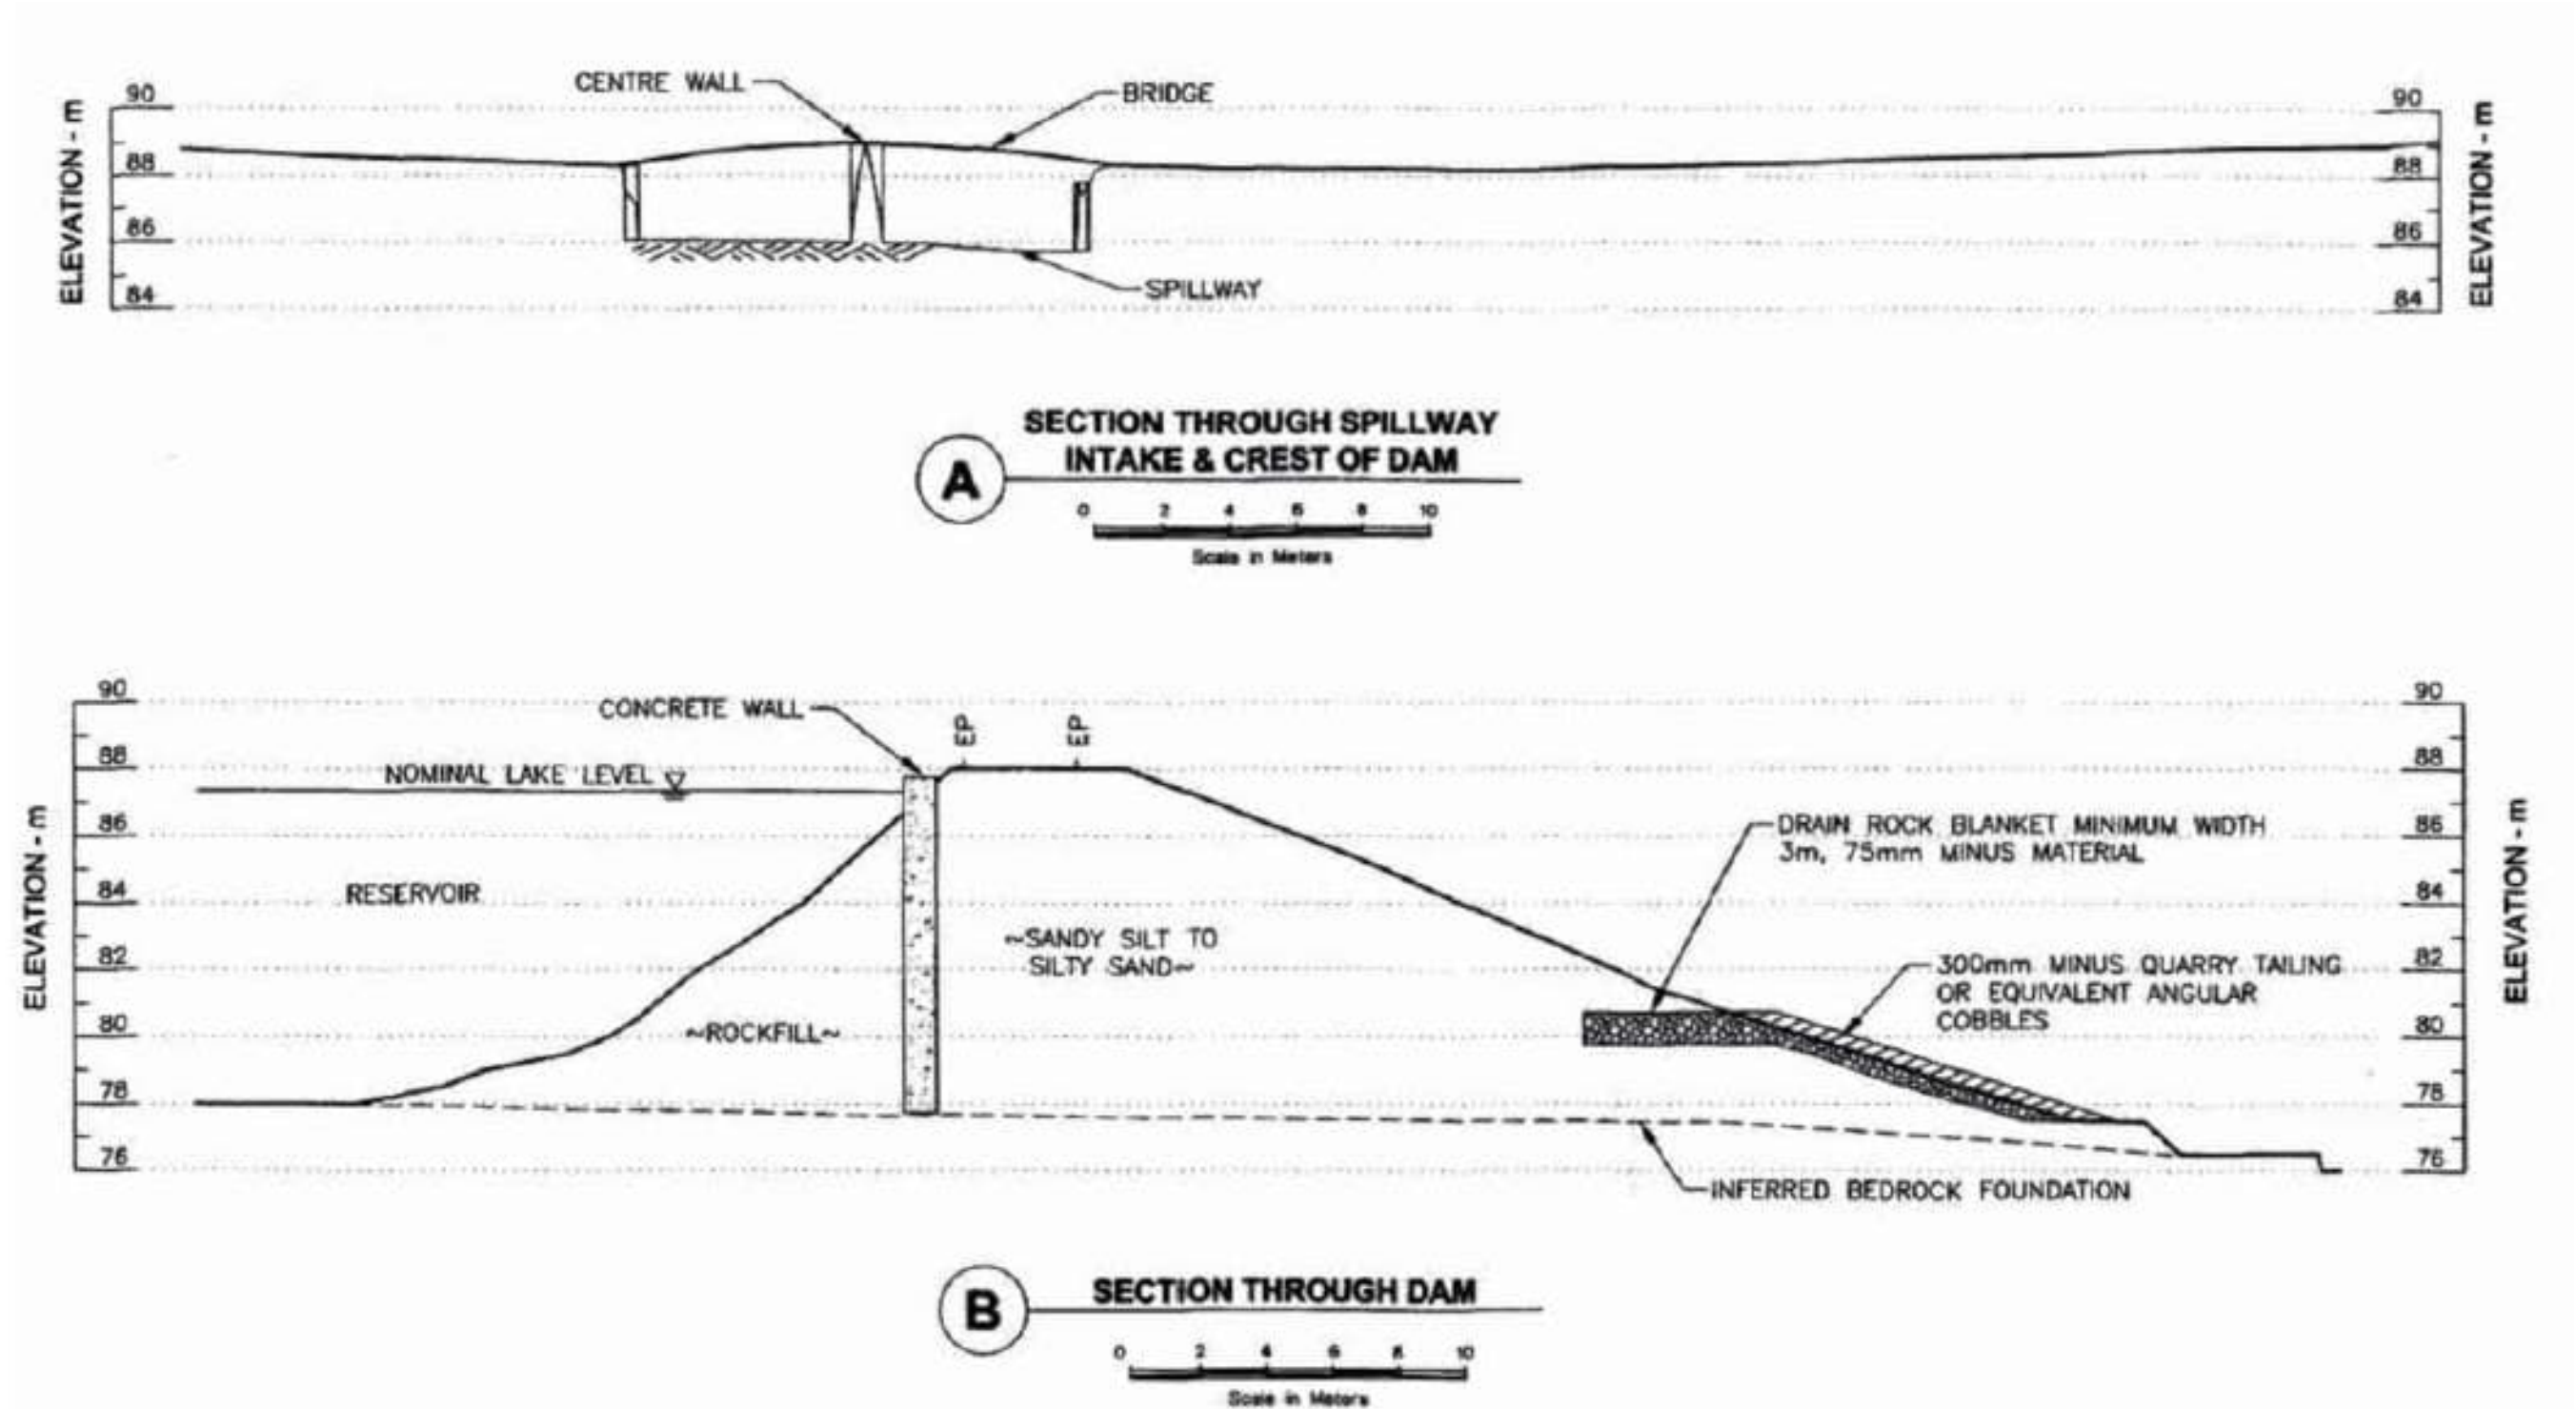 CENTRE WALL
BRIDGE
ELEVATION - m
90
88
86
84
90
88
86
84
ELEVATION - m
SPILLWAY
A
SECTION THROUGH SPILLWAY
INTAKE & CREST OF DAM
0 2 4 6 8 10
Scale in Meters
CONCRETE WALL
EP
EP
NOMINAL LAKE LEVEL
ELEVATION - m
90
88
86
84
82
80
78
76
RESERVOIR
~ROCKFILL~
~SANDY SILT TO
SILTY SAND~
DRAIN ROCK BLANKET MINIMUM WIDTH
3m, 75mm MINUS MATERIAL
300mm MINUS QUARRY TAILING
OR EQUIVALENT ANGULAR
COBBLES
90
88
86
84
82
80
78
76
ELEVATION - m
INFERRED BEDROCK FOUNDATION
B
SECTION THROUGH DAM
0 2 4 6 8 10
Scale in Meters